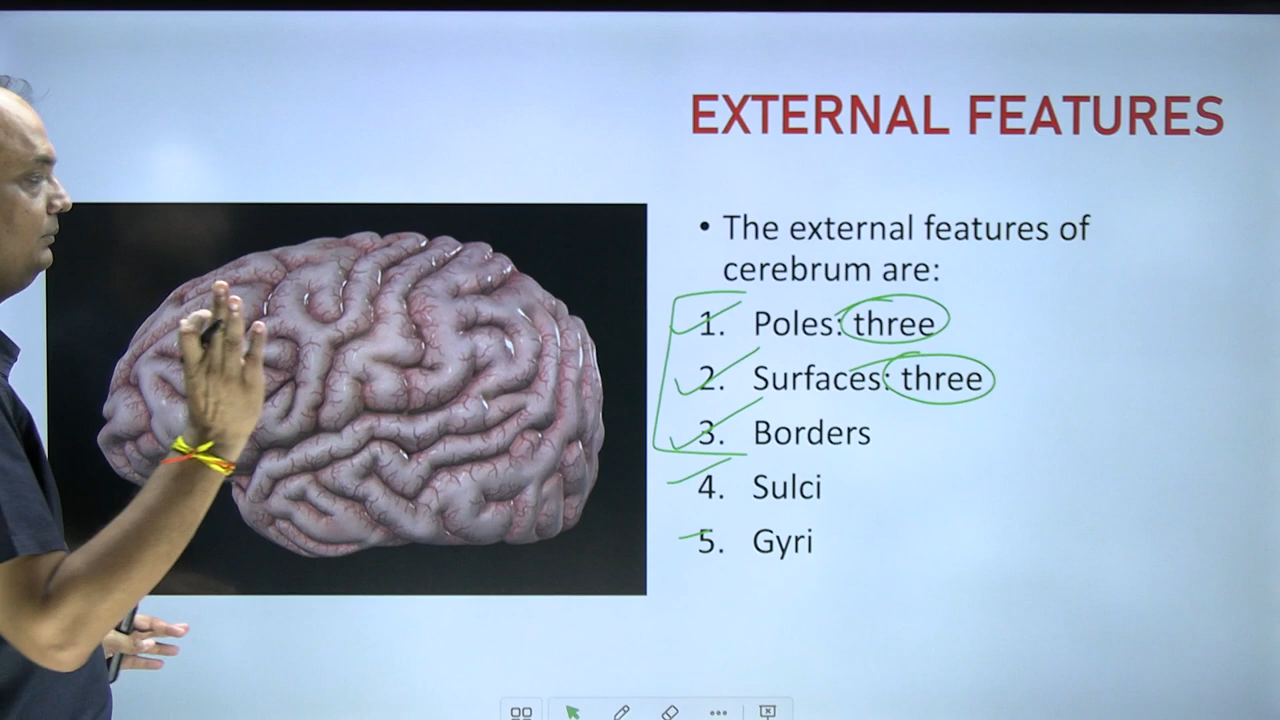 EXTERNAL FEATURES
• The external features of
cerebrum are:
1. Poles: three
2. Surfaces: three
3. Borders
4. Sulci
5. Gyri